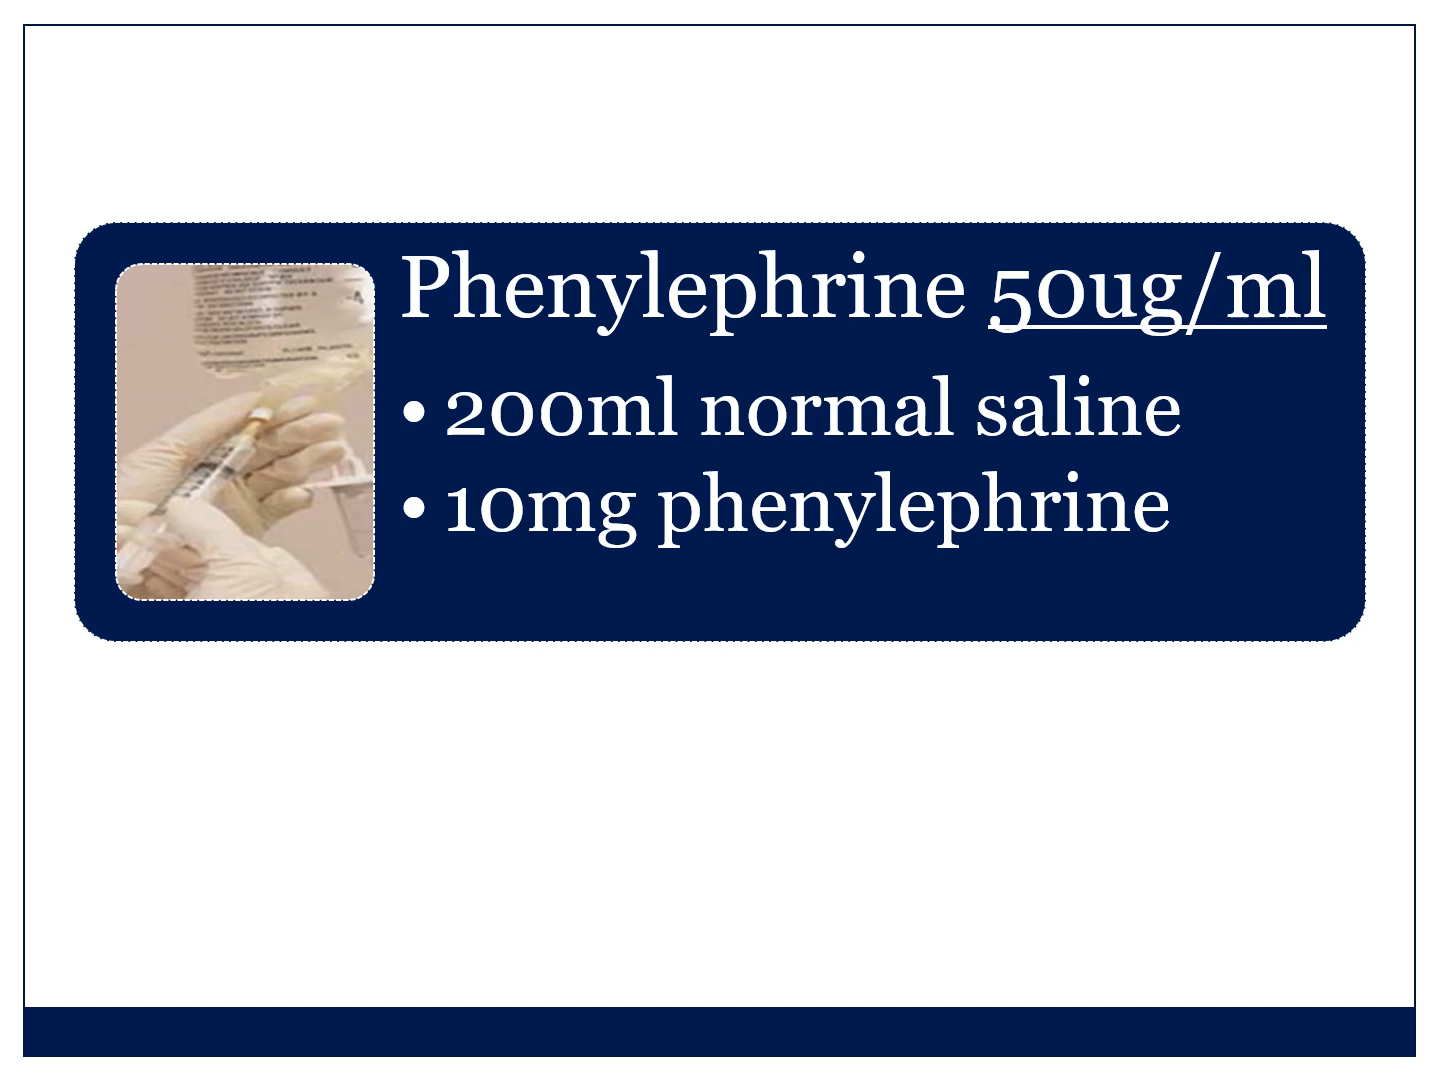 Phenylephrine 50ug/ml
• 200ml normal saline
• 10mg phenylephrine